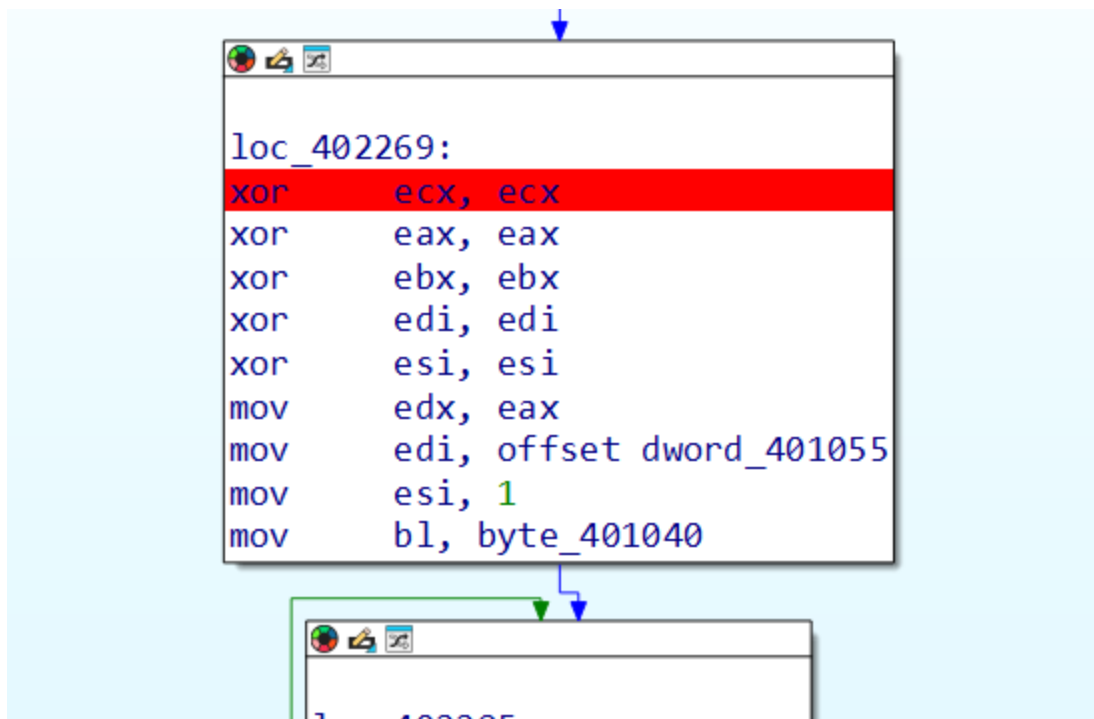 loc_402269:
xor ecx, ecx
xor eax, eax
xor ebx, ebx
xor edi, edi
xor esi, esi
mov edx, eax
mov edi, offset dword_401055
mov esi, 1
mov bl, byte_401040